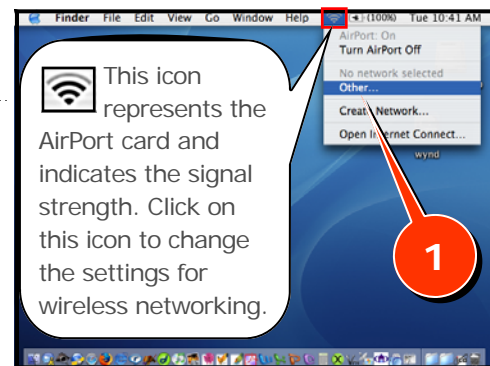 Finder File Edit View Go Window Help (100%) Tue 10:41 AM
AirPort: On
Turn AirPort Off
No network selected
Other...
Create Network...
Open Internet Connect...
wynd
This icon
represents the
AirPort card and
indicates the signal
strength. Click on
this icon to change
the settings for
wireless networking.
1